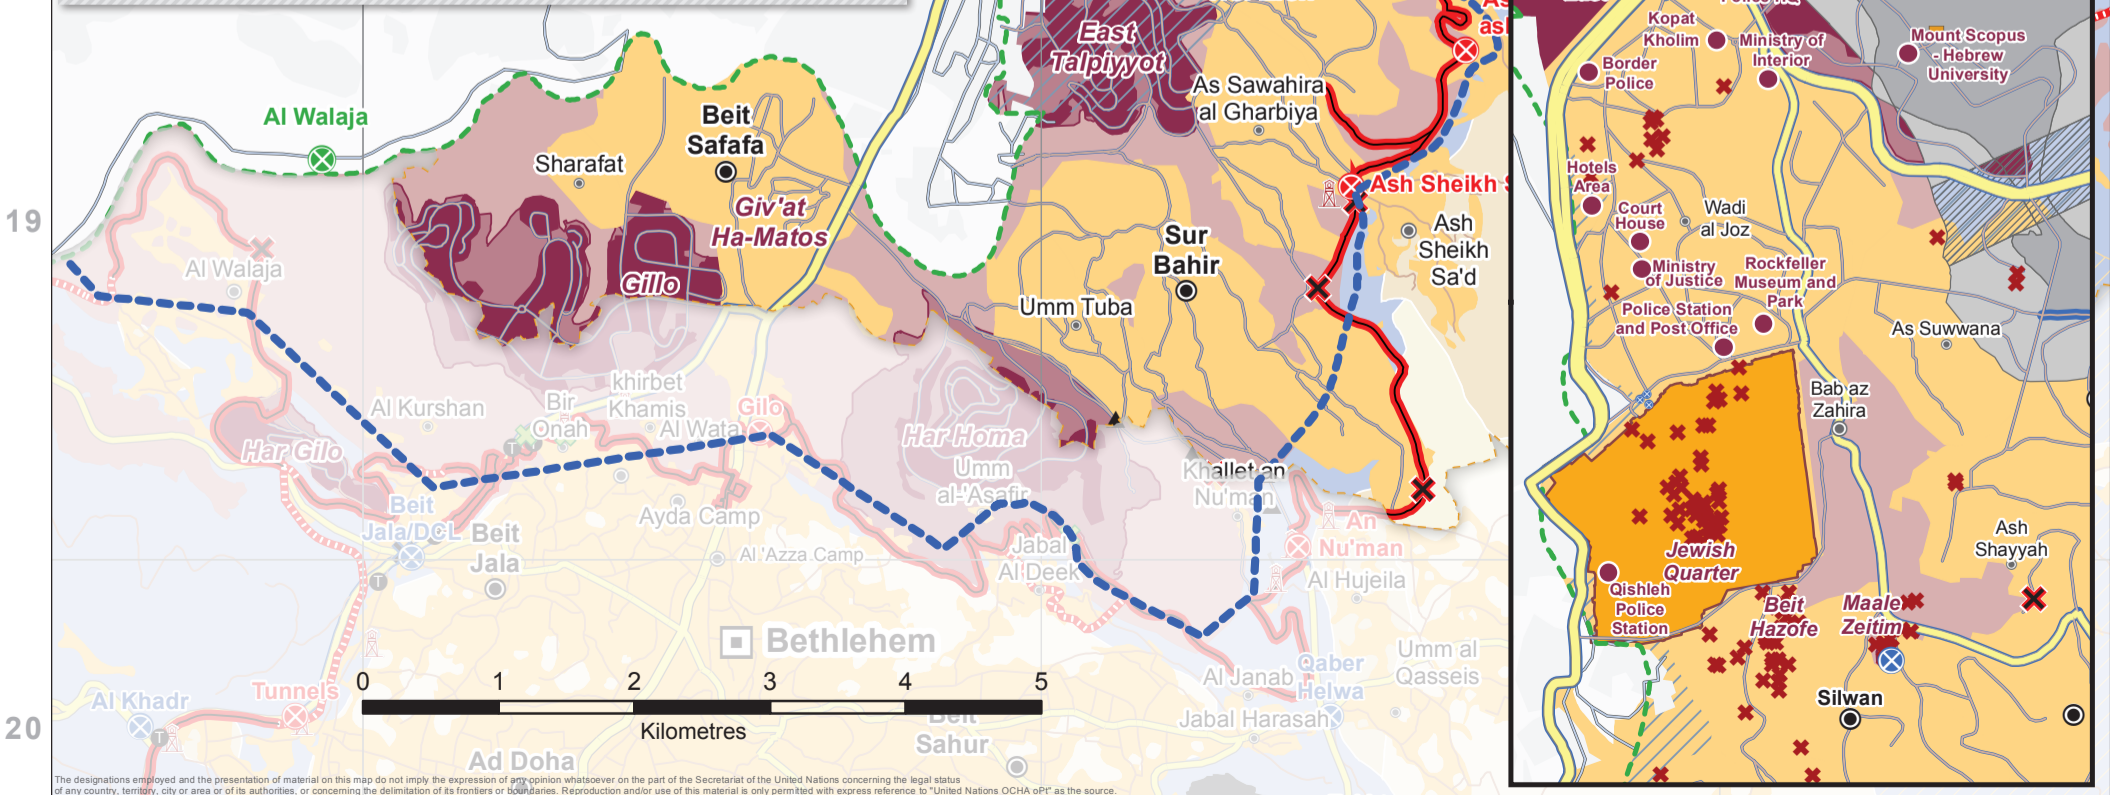 East
Talpiyyot
As Sawahira
al Gharbiya
Al Walaja
Beit
Safafa
Sharafat
Giv'at
Ha-Matos
Gillo
19
Al Walaja
Sur
Bahir
Umm Tuba
Ash Sheikh S
Ash
Sheikh
Sa'd
khirbet
Khamis
Al Wata
Bir
Onah
Al Kurshan
Gilo
Har Gilo
Har Homa
Umm
al-'Asafir
Khallet an
Nu'man
Beit
Jala/DCL
Beit
Jala
Ayda Camp
Al 'Azza Camp
Jabal
Al Deek
An
Nu'man
Al Hujeila
Bethlehem
Umm al
Qasseis
Al Janab
Qaber
Helwa
Jabal Harasah
Al Khadr
T
T
T
Tunnels
0 1 2 3 4 5
Kilometres
Beit
Sahur
Ad Doha
20
The designations employed and the presentation of material on this map do not imply the expression of any opinion whatsoever on the part of the Secretariat of the United Nations concerning the legal status
of any country, territory, city or area or of its authorities, or concerning the delimitation of its frontiers or boundaries. Reproduction and/or use of this material is only permitted with express reference to "United Nations OCHA oPt" as the source.
Kopat
Kholim
Ministry of
Interior
Mount Scopus
- Hebrew
University
Border
Police
Hotels
Area
Court
House
Wadi
al Joz
Ministry
of Justice
Rockfeller
Museum and
Park
Police Station
and Post Office
As Suwwana
Bab az
Zahira
Jewish
Quarter
Ash
Shayyah
Qishleh
Police
Station
Beit
Hazofe
Maale
Zeitim
Silwan